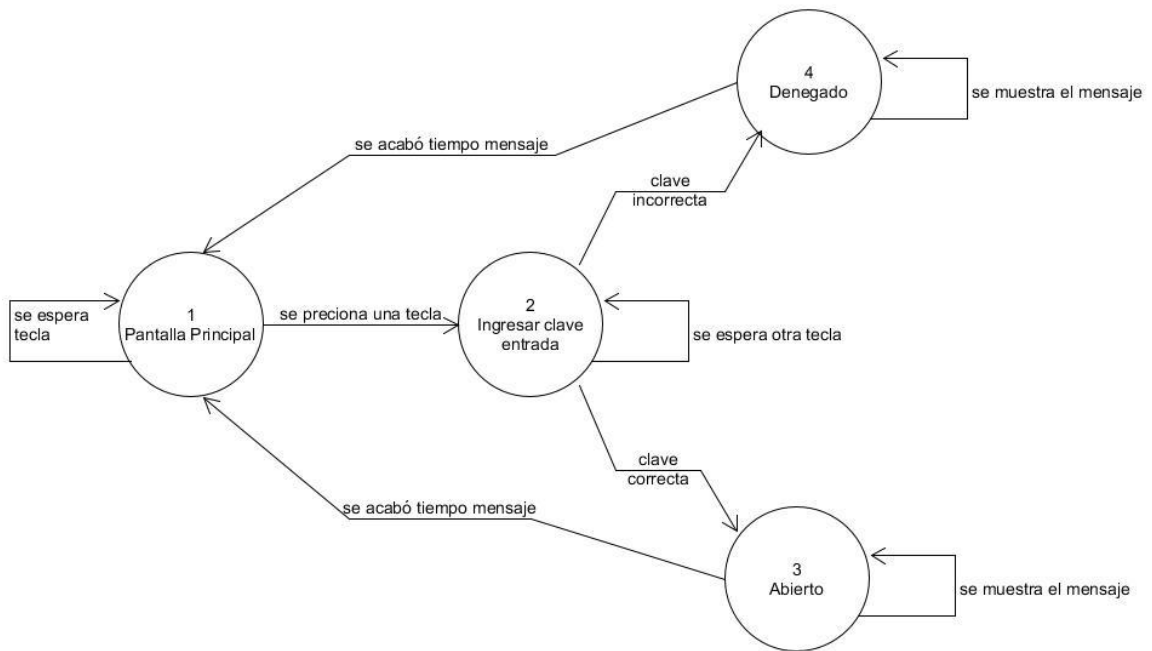 4
Denegado
se muestra el mensaje
se acabó tiempo mensaje
clave
incorrecta
se espera
tecla
1
Pantalla Principal
se preciona una tecla
2
Ingresar clave
entrada
se espera otra tecla
clave
correcta
se acabó tiempo mensaje
3
Abierto
se muestra el mensaje